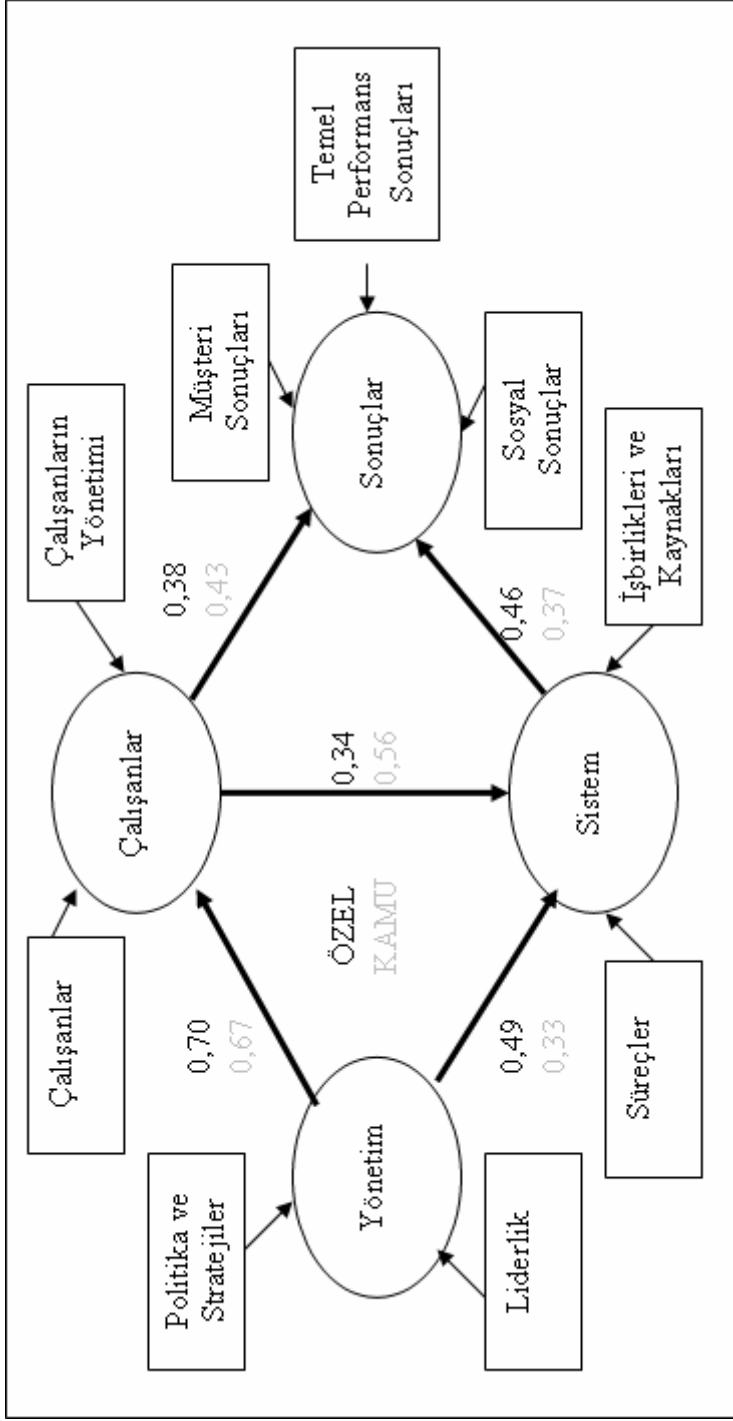 Çalışanlar
Çalışanların
Yönetimi
Politika ve
Stratejiler
Çalışanlar
Müşteri
Sonuçları
0,70
0,67
0,38
0,43
Temel
Performans
Sonuçları
Yönetim
ÖZEL
KAMU
0,34
0,56
Sonuçlar
Liderlik
0,49
0,33
0,46
0,37
Sosyal
Sonuçlar
Sistem
Süreçler
İşbirlikleri ve
Kaynakları